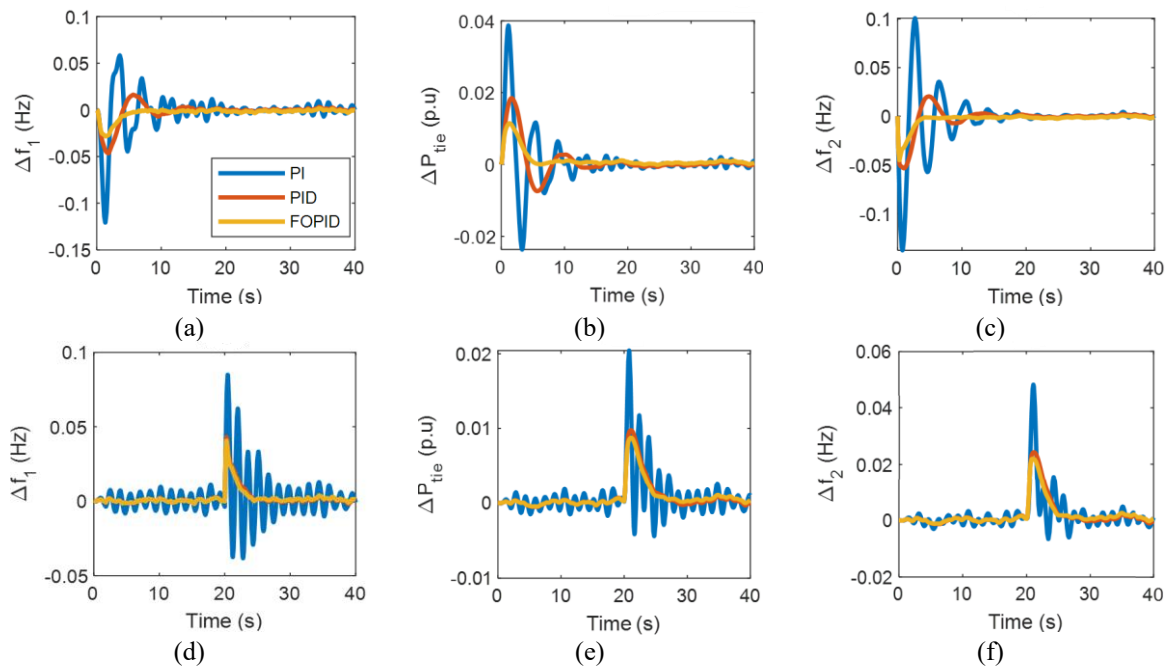 0.1
0.05
0
-0.05
-0.1
-0.15
Δf1 (Hz)
0 10 20 30 40
Time (s)
PI
PID
FOPID
(a)
0.04
0.02
0
-0.02
ΔPtie (p.u)
0 10 20 30 40
Time (s)
(b)
0.1
0.05
0
-0.05
-0.1
Δf2 (Hz)
0 10 20 30 40
Time (s)
(c)
0.1
0.05
0
-0.05
Δf1 (Hz)
0 10 20 30 40
Time (s)
(d)
0.02
0.01
0
-0.01
ΔPtie (p.u)
0 10 20 30 40
Time (s)
(e)
0.06
0.04
0.02
0
-0.02
Δf2 (Hz)
0 10 20 30 40
Time (s)
(f)